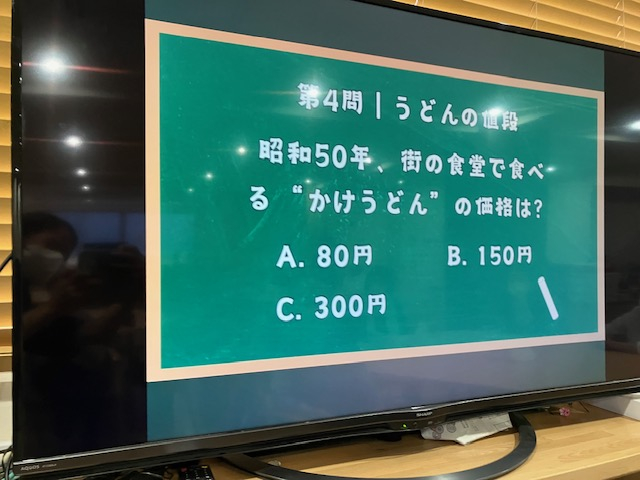 第4問 | うどんの値段
昭和50年、街の食堂で食べ
る “かけうどん” の価格は?
A. 80円 B. 150円
C. 300円
SHARP
AQUOS